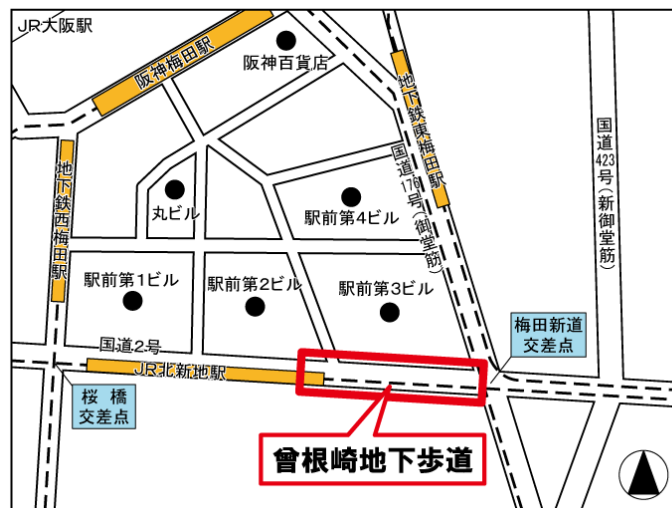 JR大阪駅
阪神梅田駅
阪神百貨店
地下鉄東梅田駅
国道176号(御堂筋)
国道423号(新御堂筋)
地下鉄西梅田駅
丸ビル
駅前第4ビル
駅前第1ビル
駅前第2ビル
駅前第3ビル
国道2号
JR北新地駅
梅田新道
交差点
桜橋
交差点
曾根崎地下歩道